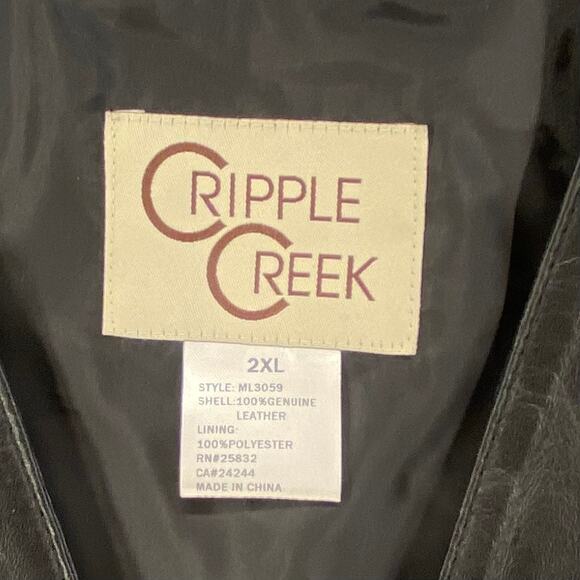 CRIPPLE
CREEK
2XL
STYLE: ML3059
SHELL:100%GENUINE
LEATHER
LINING:
100%POLYESTER
RN#25832
CA#24244
MADE IN CHINA